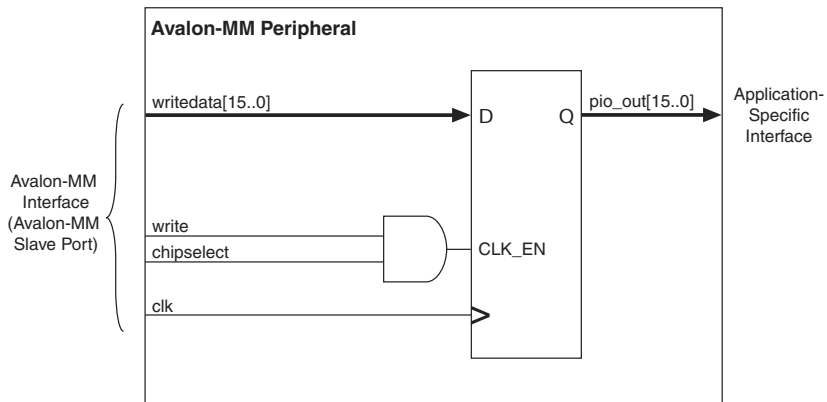 Avalon-MM Peripheral
writedata[15..0]
D
Q
pio_out[15..0]
Application-
Specific
Interface
Avalon-MM
Interface
(Avalon-MM
Slave Port)
write
chipselect
CLK_EN
clk